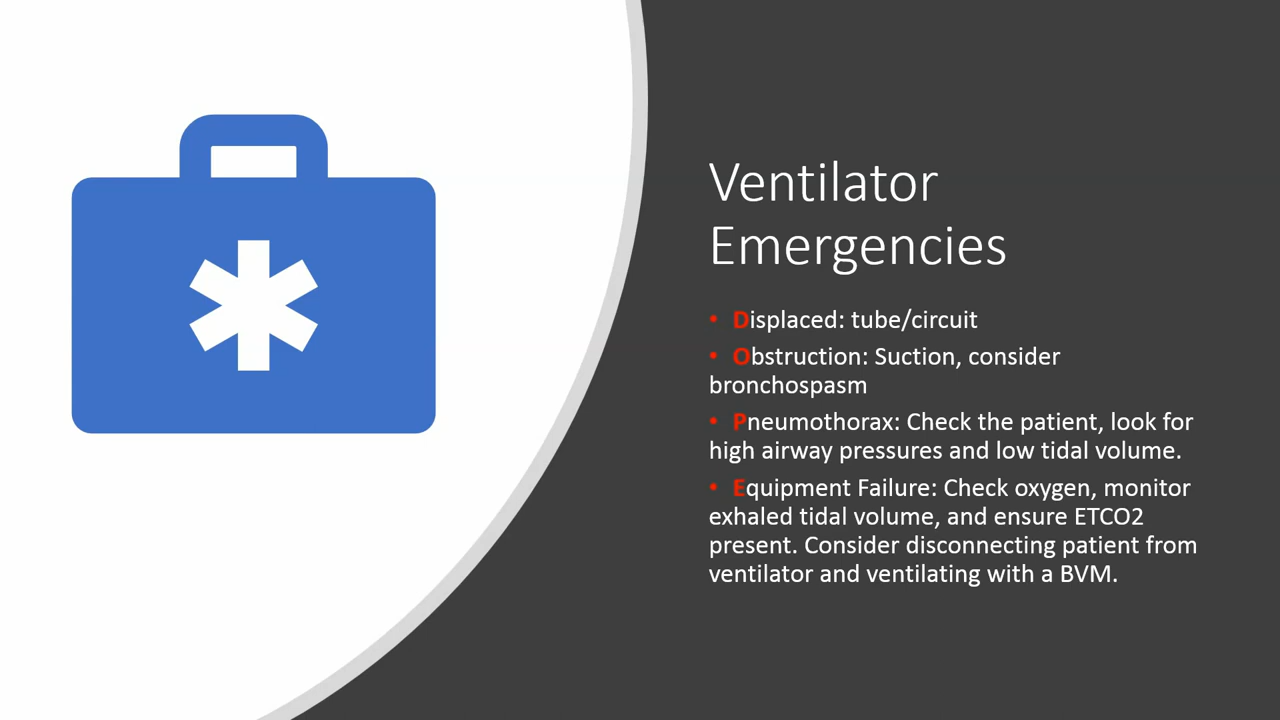 Ventilator
Emergencies
• Displaced: tube/circuit
• Obstruction: Suction, consider
bronchospasm
• Pneumothorax: Check the patient, look for
high airway pressures and low tidal volume.
• Equipment Failure: Check oxygen, monitor
exhaled tidal volume, and ensure ETCO2
present. Consider disconnecting patient from
ventilator and ventilating with a BVM.